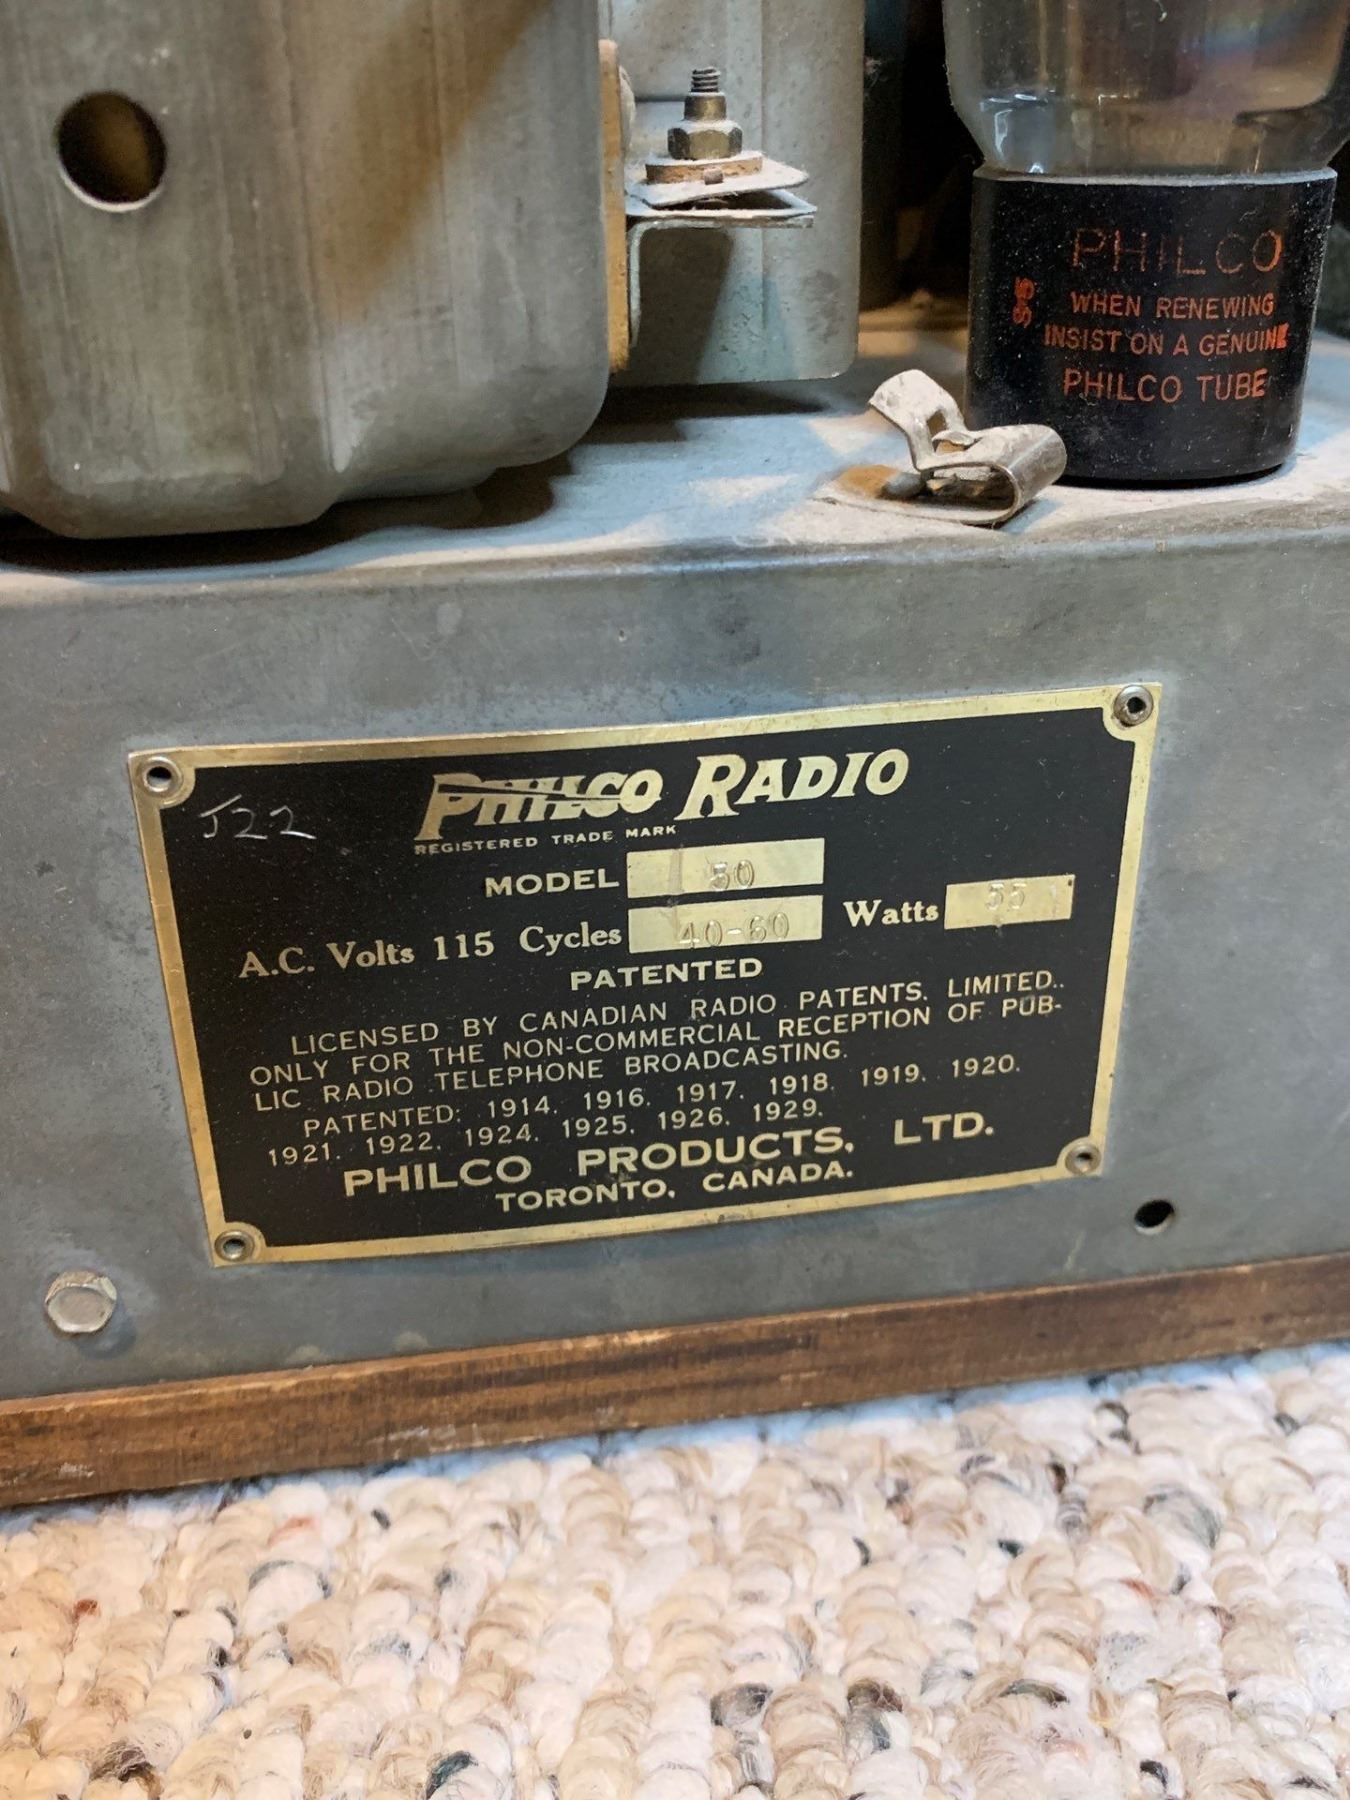 PHILCO
WHEN RENEWING
INSIST ON A GENUINE
PHILCO TUBE
J22
PHILCO RADIO
REGISTERED TRADE MARK
MODEL 50
A.C. Volts 115 Cycles 40-60 Watts 55
PATENTED
LICENSED BY CANADIAN RADIO PATENTS, LIMITED..
ONLY FOR THE NON-COMMERCIAL RECEPTION OF PUB-
LIC RADIO TELEPHONE BROADCASTING.
PATENTED: 1914. 1916. 1917. 1918. 1919. 1920.
1921. 1922. 1924. 1925. 1926. 1929.
PHILCO PRODUCTS, LTD.
TORONTO, CANADA.